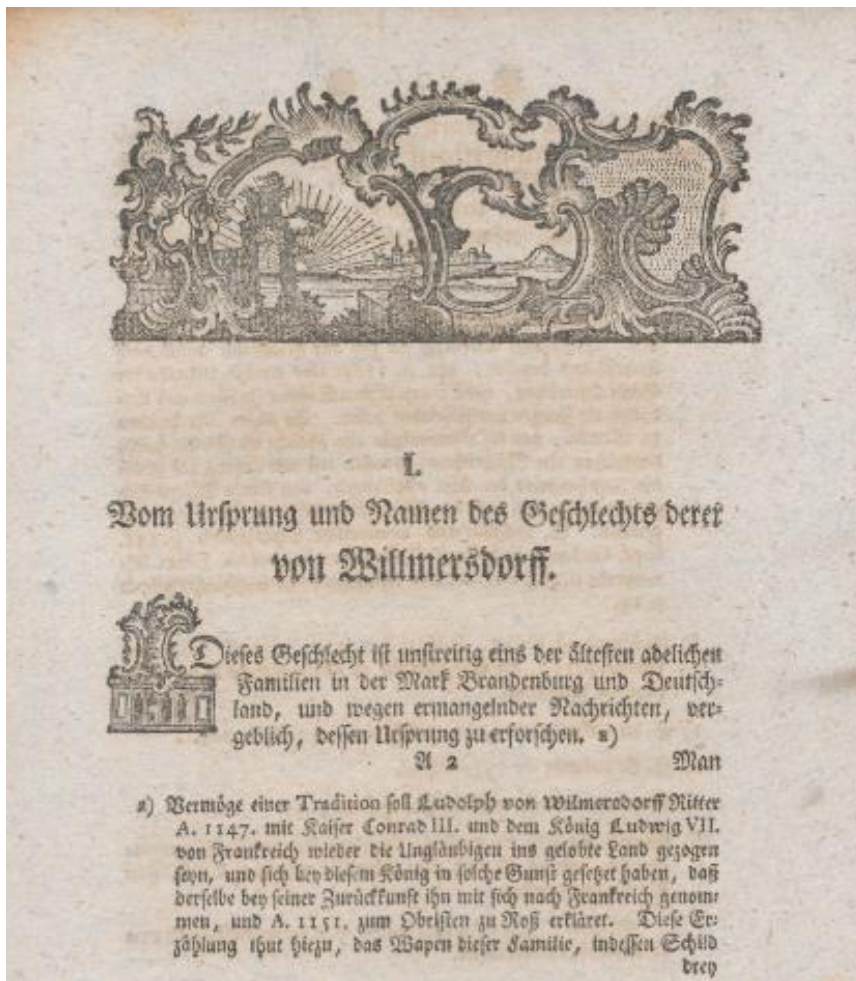 I.
Vom Ursprung und Namen des Geschlechts derer
von Willmersdorff.
Dieses Geschlecht ist unstreitig eins der ältesten adelichen
Familien in der Mark Brandenburg und Deutsch-
land, und wegen ermangelnder Nachrichten, ver-
geblich, dessen Ursprung zu erforschen. a)
A 2 Man
a) Vermöge einer Tradition soll Ludolph von Wilmersdorff Ritter
A. 1147. mit Kaiser Conrad III. und dem König Ludwig VII.
von Frankreich wieder die Ungläubigen ins gelobte Land gezogen
seyn, und sich bey diesem König in solche Gunst gesetzet haben, daß
derselbe bey seiner Zurückkunft ihn mit sich nach Frankreich genom-
men, und A. 1151. zum Obristen zu Roß erkläret. Diese Er-
zählung thut hiezu, das Wapen dieser Familie, indessen Schild
drey